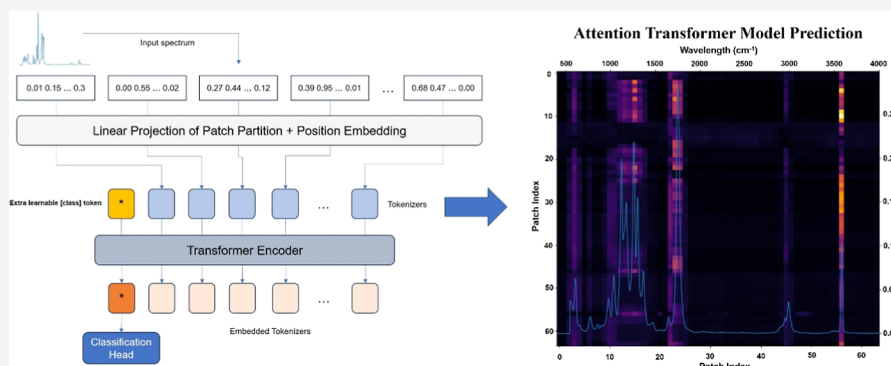 Input spectrum
0.01 0.15 ... 0.3
0.00 0.55 ... 0.02
0.27 0.44 ... 0.12
0.39 0.95 ... 0.01
...
0.68 0.47 ... 0.00
Linear Projection of Patch Partition + Position Embedding
Extra learnable [class] token
*
...
Tokenizers
Transformer Encoder
*
...
Embedded Tokenizers
Classification
Head
Attention Transformer Model Prediction
Wavelength (cm⁻¹)
500 1000 1500 1750 2000 2500 3000 3500 4000
Patch Index
0
10
20
30
40
50
60
0 10 20 30 40 50 60
Patch Index